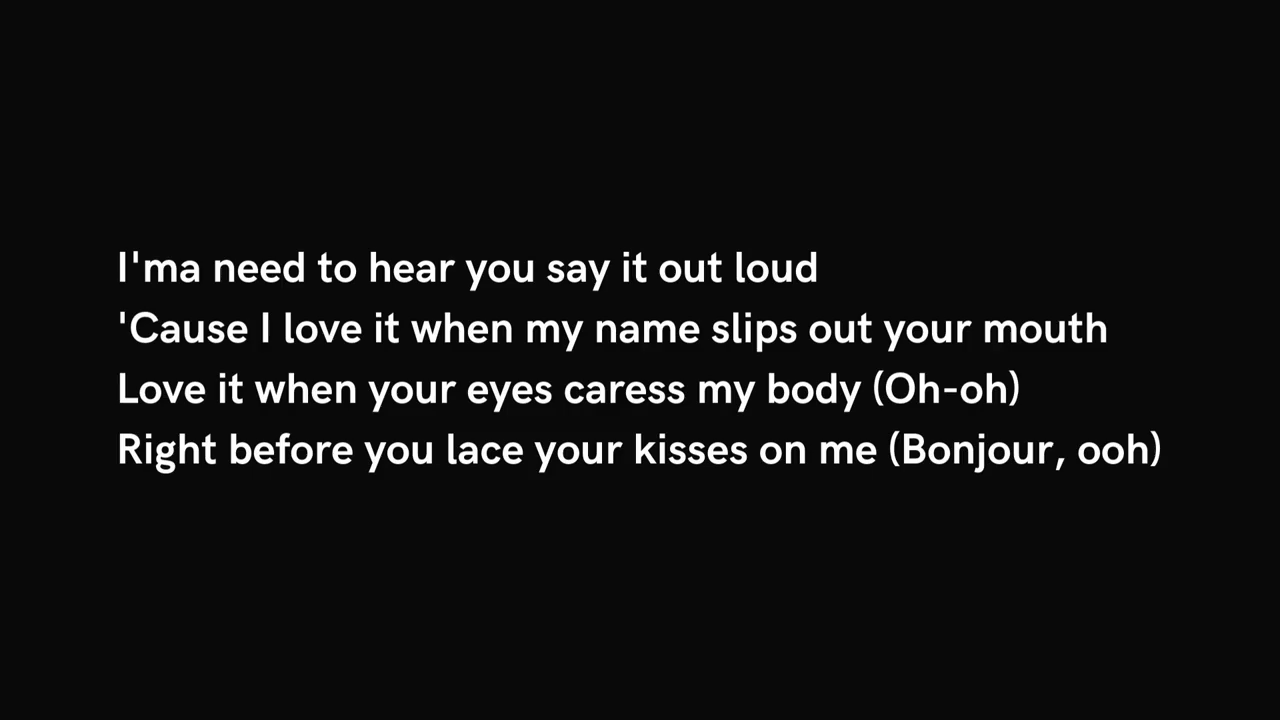 I'ma need to hear you say it out loud
'Cause I love it when my name slips out your mouth
Love it when your eyes caress my body (Oh-oh)
Right before you lace your kisses on me (Bonjour, ooh)